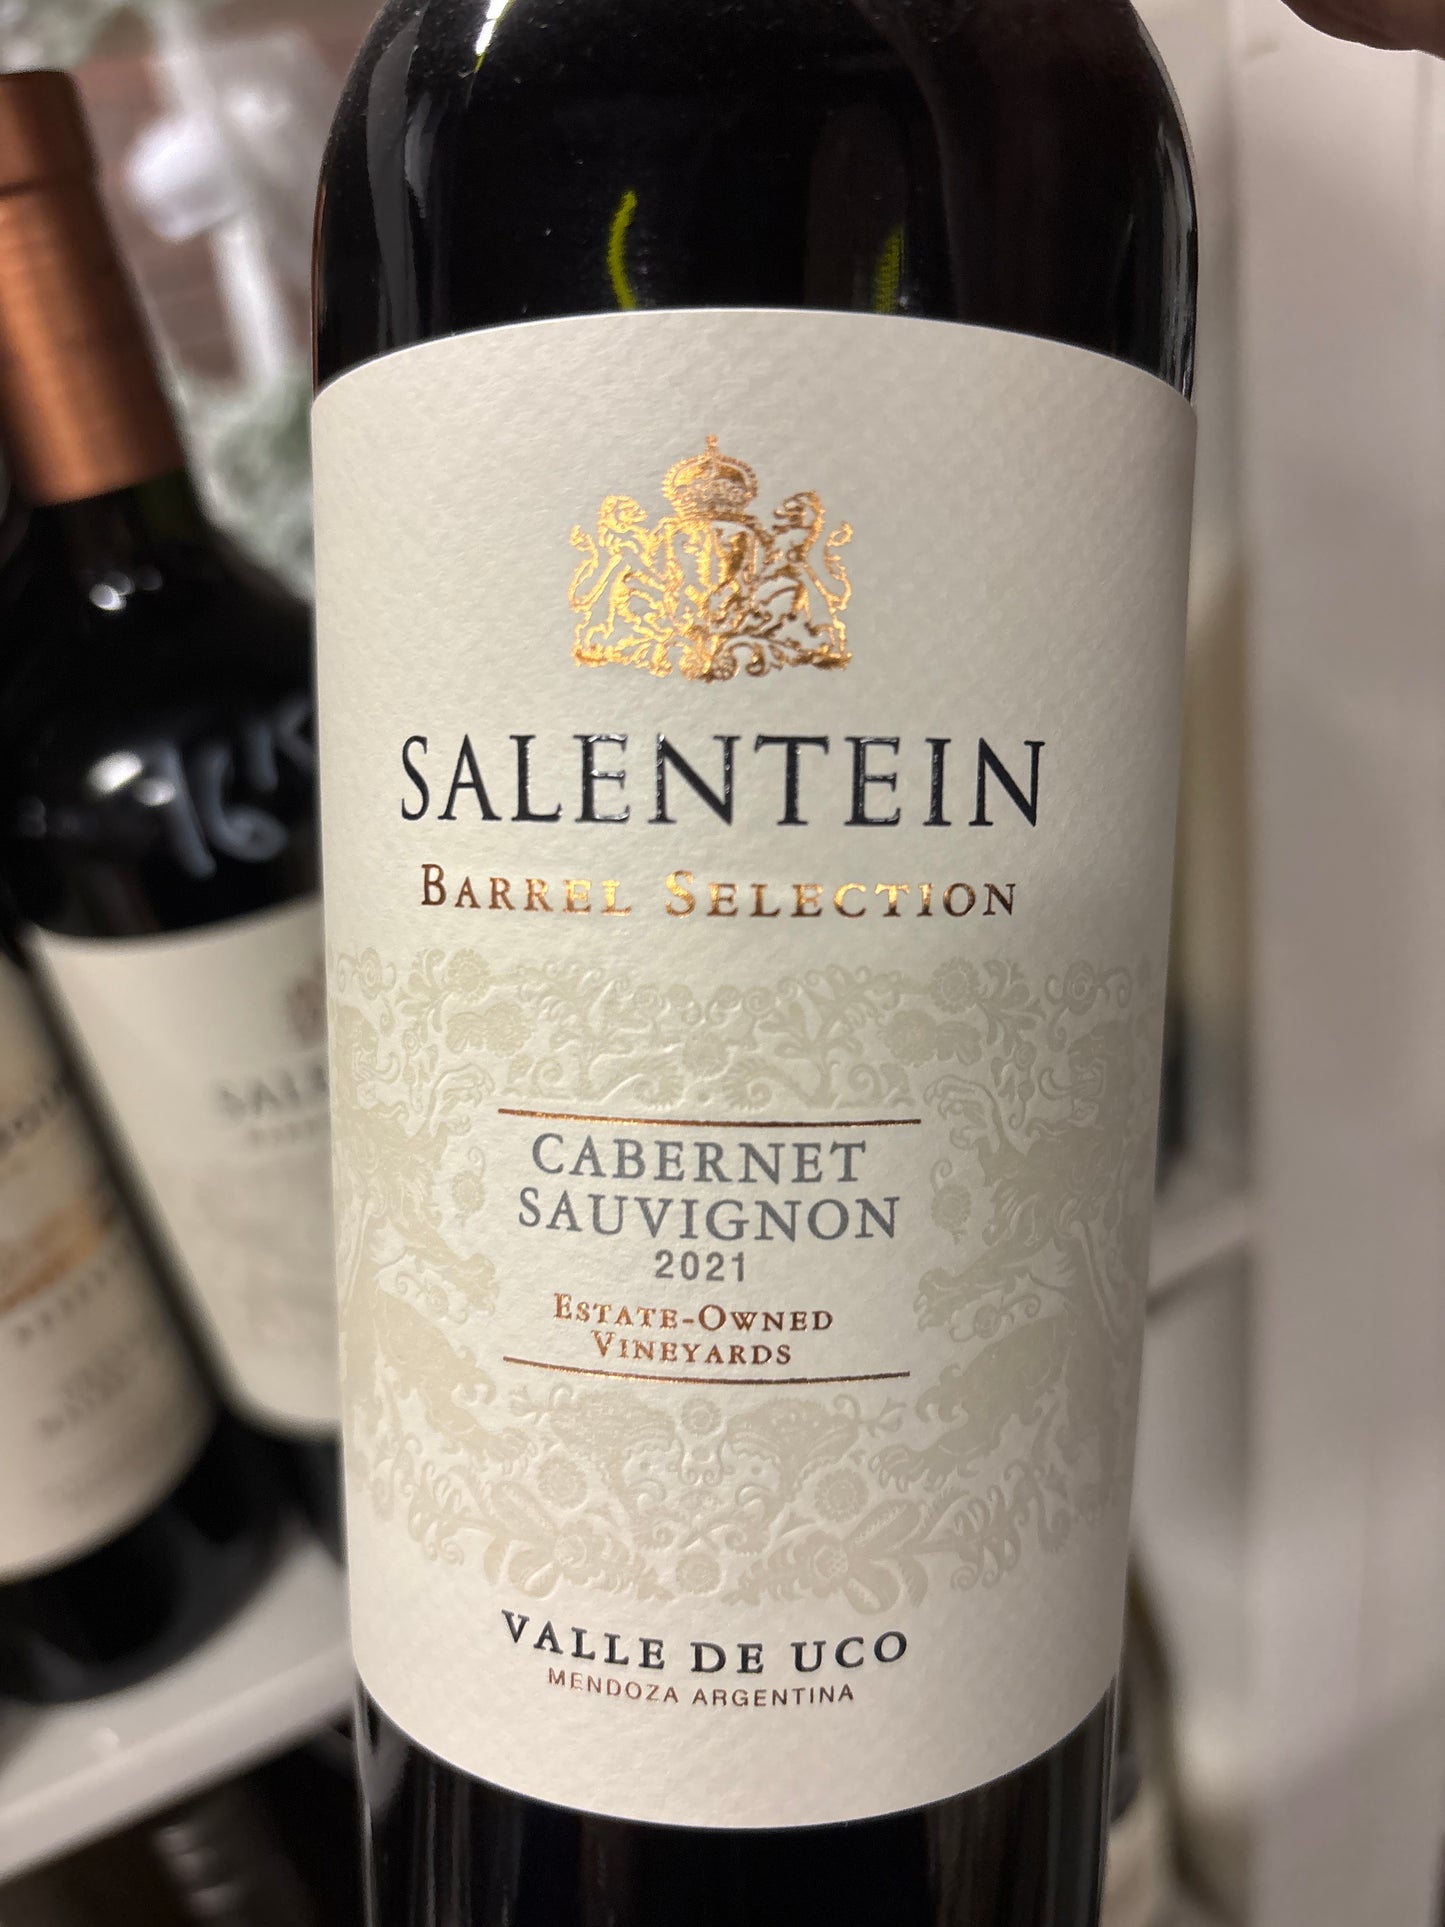 SALENTEIN
BARREL SELECTION
CABERNET
SAUVIGNON
2021
ESTATE-OWNED
VINEYARDS
VALLE DE UCO
MENDOZA ARGENTINA